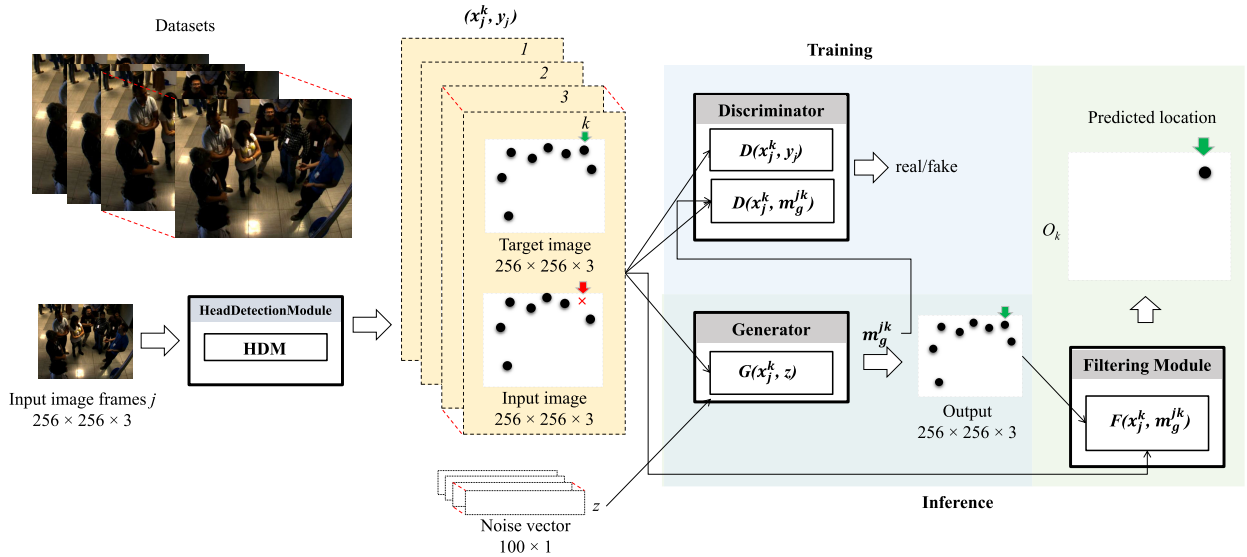 Datasets
Input image frames j
256 × 256 × 3
HeadDetectionModule
HDM
(x_j^k, y_j)
1
2
3
k
Target image
256 × 256 × 3
×
Input image
256 × 256 × 3
z
Noise vector
100 × 1
Training
Discriminator
D(x_j^k, y_j)
D(x_j^k, m_g^{jk})
real/fake
Generator
G(x_j^k, z)
m_g^{jk}
Output
256 × 256 × 3
Inference
Predicted location
O_k
Filtering Module
F(x_j^k, m_g^{jk})